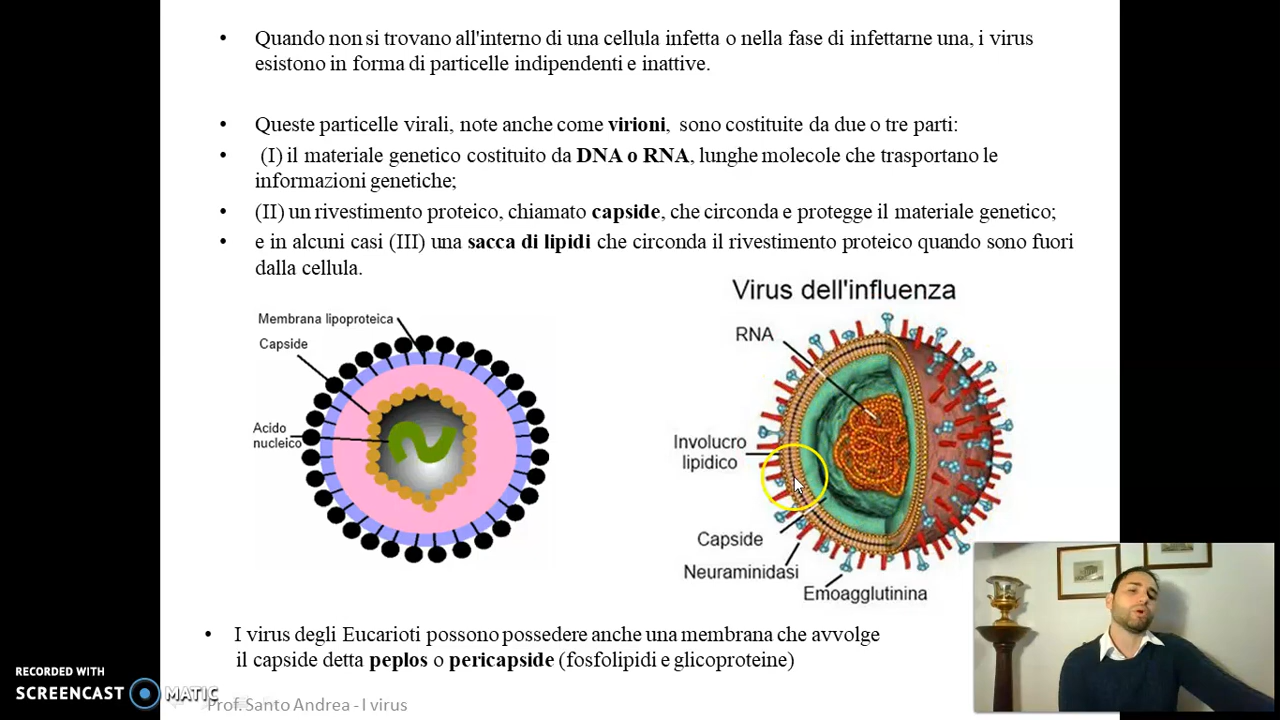 • Quando non si trovano all'interno di una cellula infetta o nella fase di infettarne una, i virus
esistono in forma di particelle indipendenti e inattive.
• Queste particelle virali, note anche come virioni, sono costituite da due o tre parti:
• (I) il materiale genetico costituito da DNA o RNA, lunghe molecole che trasportano le
informazioni genetiche;
• (II) un rivestimento proteico, chiamato capside, che circonda e protegge il materiale genetico;
• e in alcuni casi (III) una sacca di lipidi che circonda il rivestimento proteico quando sono fuori
dalla cellula.
Membrana lipoproteica
Capside
Acido
nucleico
Virus dell'influenza
RNA
Involucro
lipidico
Capside
Neuraminidasi
Emoagglutinina
• I virus degli Eucarioti possono possedere anche una membrana che avvolge
il capside detta peplos o pericapside (fosfolipidi e glicoproteine)
RECORDED WITH
SCREENCAST MATIC
Prof. Santo Andrea - I virus